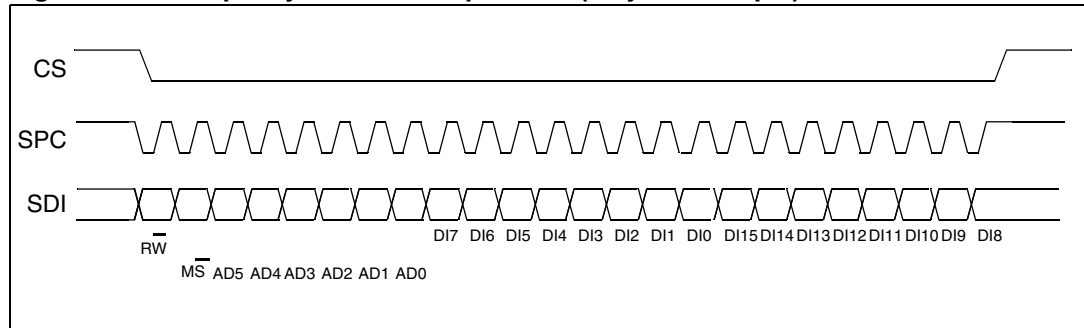 CS
SPC
SDI
DI7 DI6 DI5 DI4 DI3 DI2 DI1 DI0 DI15 DI14 DI13 DI12 DI11 DI10 DI9 DI8
RW̅
MS̅ AD5 AD4 AD3 AD2 AD1 AD0